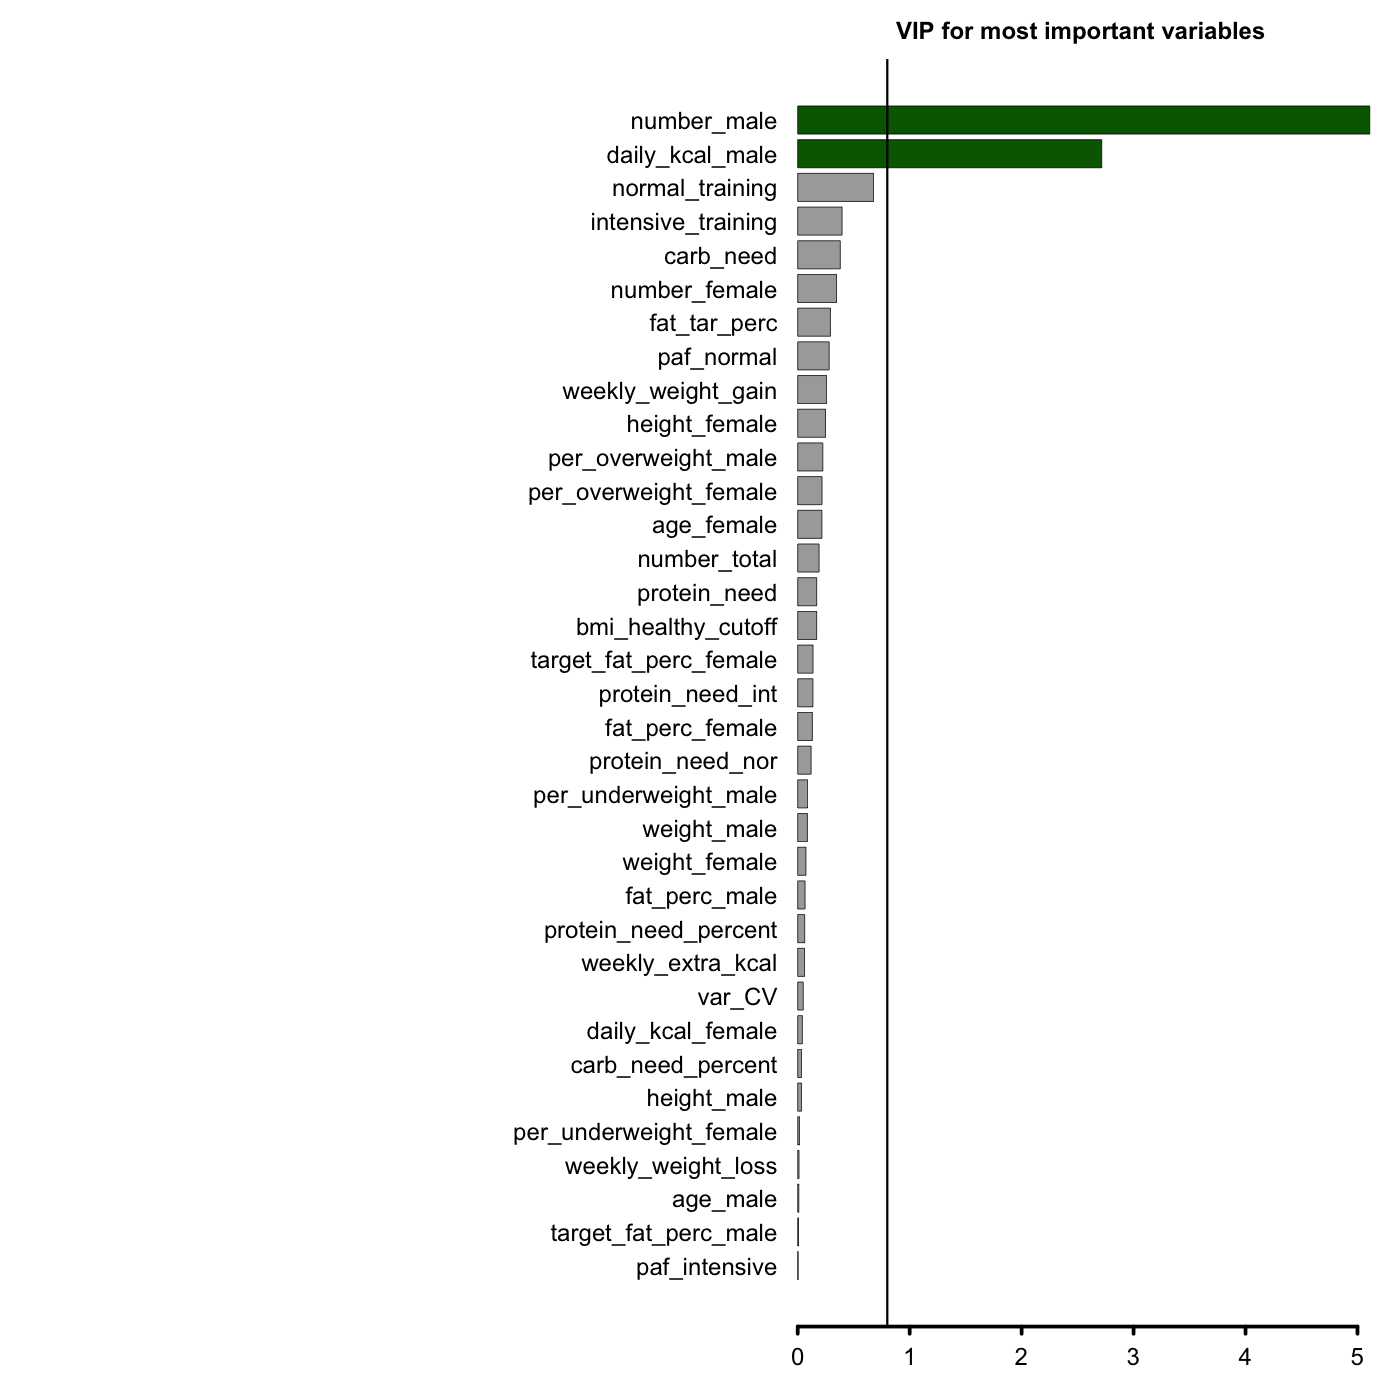 VIP for most important variables
number_male
daily_kcal_male
normal_training
intensive_training
carb_need
number_female
fat_tar_perc
paf_normal
weekly_weight_gain
height_female
per_overweight_male
per_overweight_female
age_female
number_total
protein_need
bmi_healthy_cutoff
target_fat_perc_female
protein_need_int
fat_perc_female
protein_need_nor
per_underweight_male
weight_male
weight_female
fat_perc_male
protein_need_percent
weekly_extra_kcal
var_CV
daily_kcal_female
carb_need_percent
height_male
per_underweight_female
weekly_weight_loss
age_male
target_fat_perc_male
paf_intensive
0 1 2 3 4 5